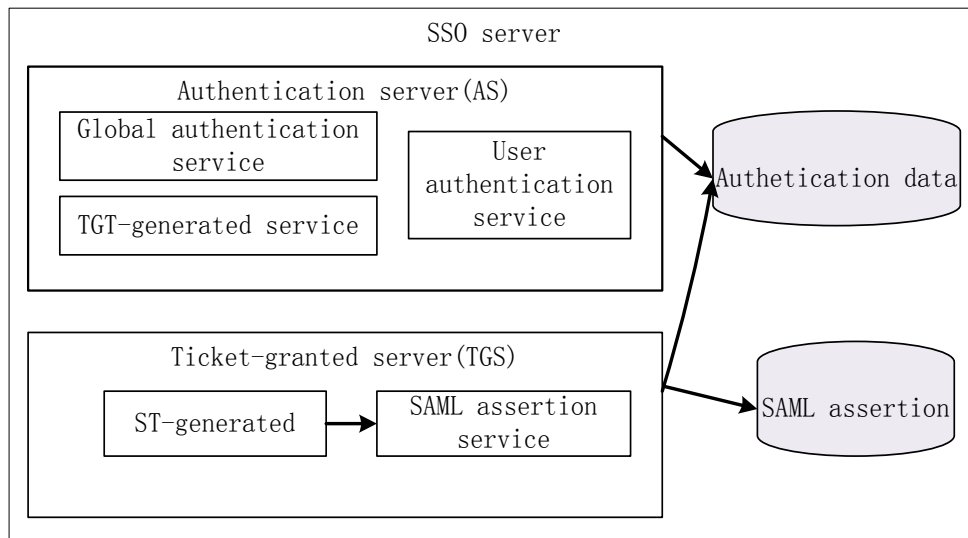 SSO server
Authentication server(AS)
Global authentication
service
TGT-generated service
User
authentication
service
Authetication data
Ticket-granted server(TGS)
ST-generated
SAML assertion
service
SAML assertion